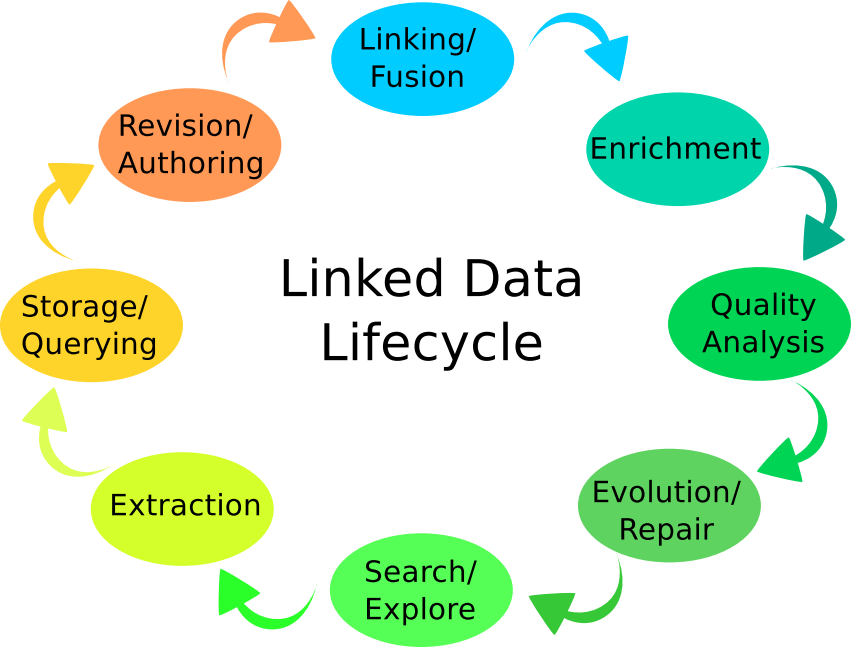 Linking/
Fusion
Enrichment
Quality
Analysis
Evolution/
Repair
Search/
Explore
Extraction
Storage/
Querying
Revision/
Authoring
Linked Data
Lifecycle